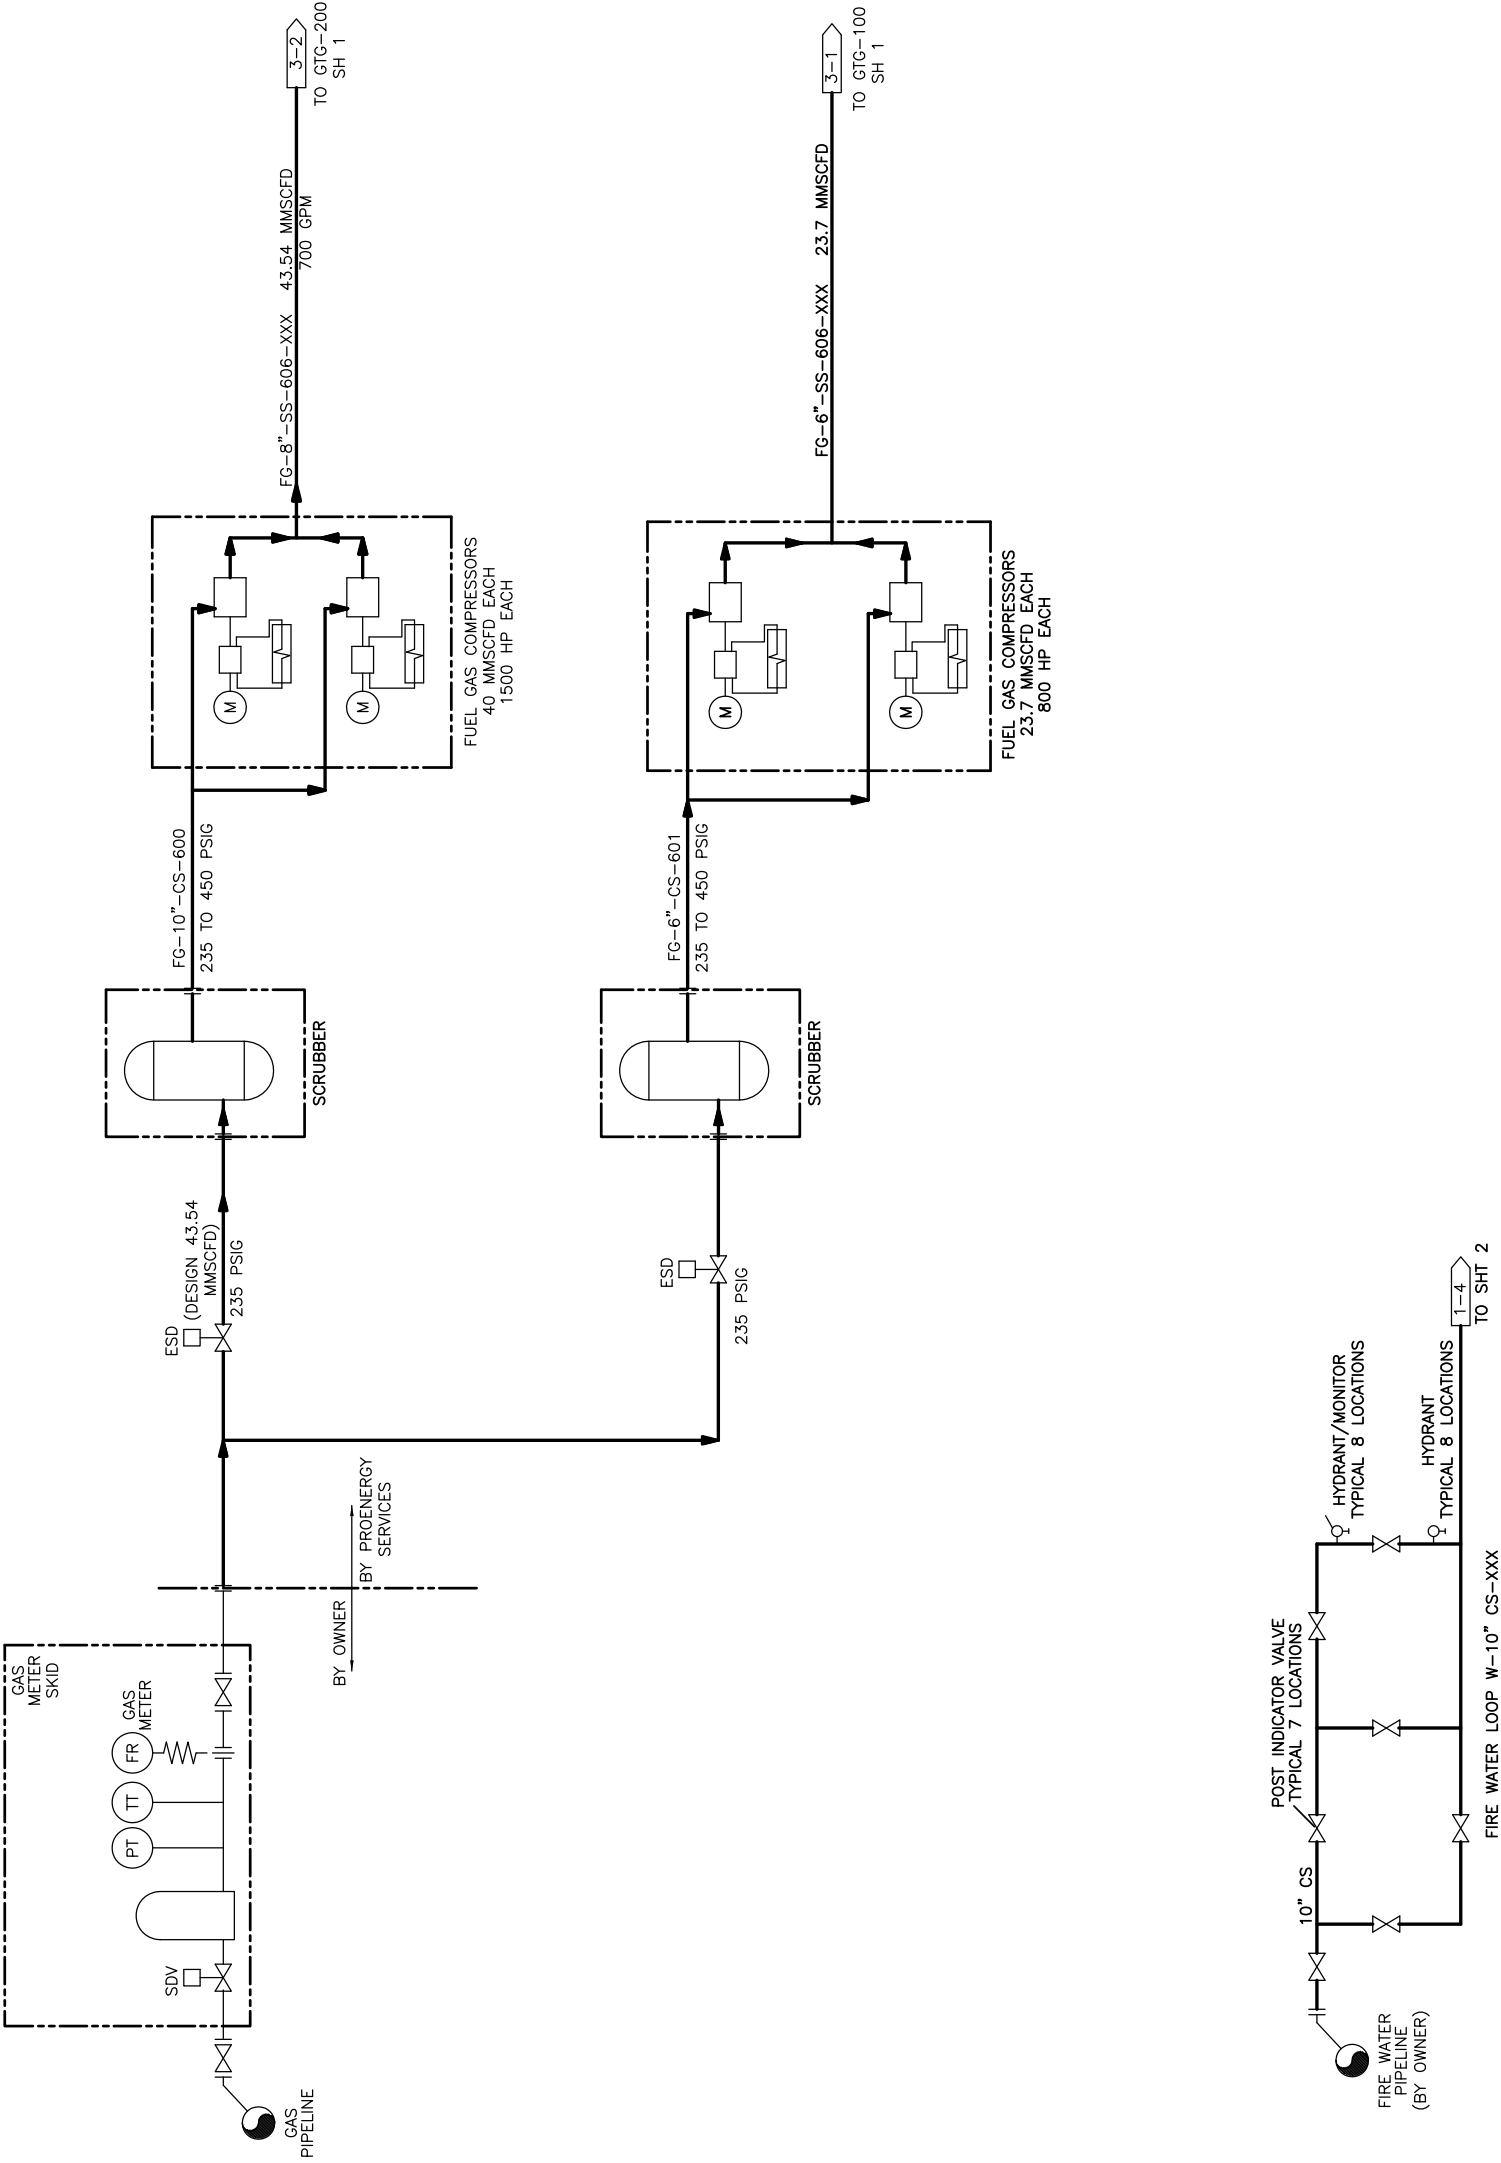 GAS
PIPELINE
SDV
PT
TT
FR
GAS
METER
GAS
METER
SKID
BY OWNER
BY PROENERGY
SERVICES
ESD
(DESIGN 43.54
MMSCFD)
235 PSIG
SCRUBBER
FG-10"-CS-600
235 TO 450 PSIG
M
M
FUEL GAS COMPRESSORS
40 MMSCFD EACH
1500 HP EACH
FG-8"-SS-606-XXX 43.54 MMSCFD
700 GPM
3-2
TO GTG-200
SH 1
ESD
235 PSIG
SCRUBBER
FG-6"-CS-601
235 TO 450 PSIG
M
M
FUEL GAS COMPRESSORS
23.7 MMSCFD EACH
800 HP EACH
FG-6"-SS-606-XXX 23.7 MMSCFD
3-1
TO GTG-100
SH 1
FIRE WATER
PIPELINE
(BY OWNER)
10" CS
POST INDICATOR VALVE
TYPICAL 7 LOCATIONS
HYDRANT/MONITOR
TYPICAL 8 LOCATIONS
HYDRANT
TYPICAL 8 LOCATIONS
1-4
TO SHT 2
FIRE WATER LOOP W-10" CS-XXX